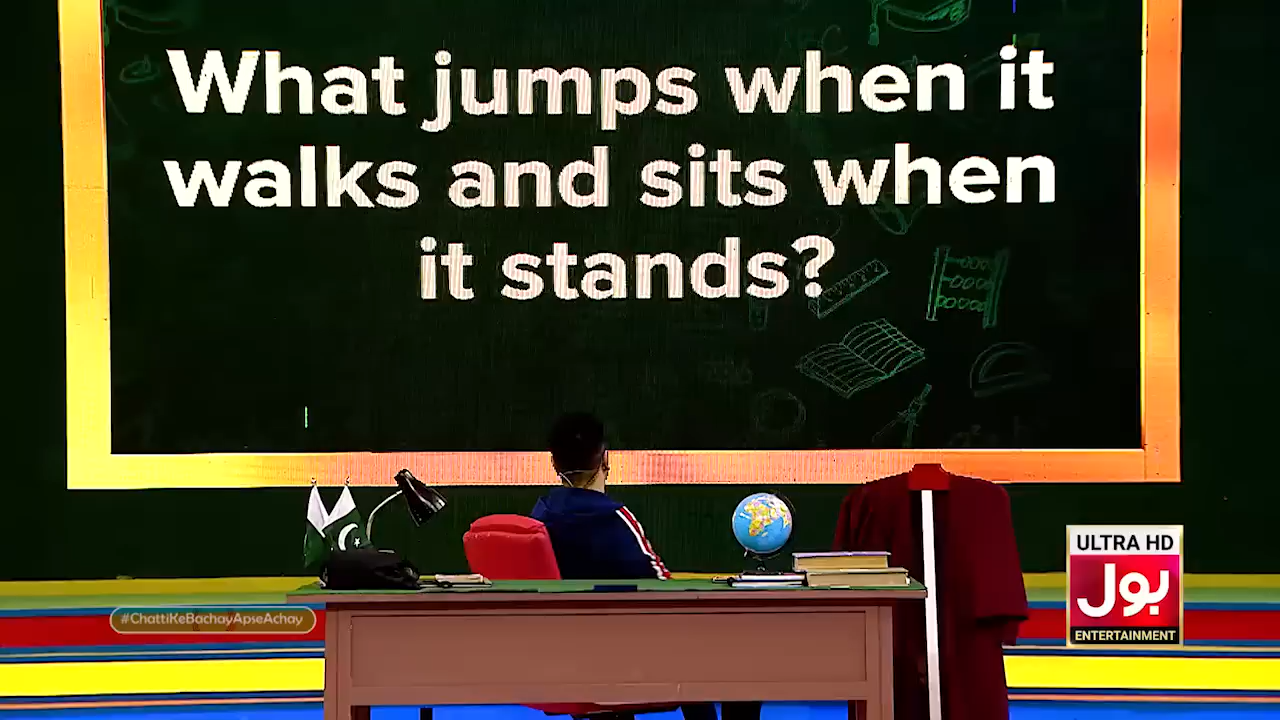 What jumps when it
walks and sits when
it stands?
ULTRA HD
بول
ENTERTAINMENT
#ChattiKeBachayApseAchay